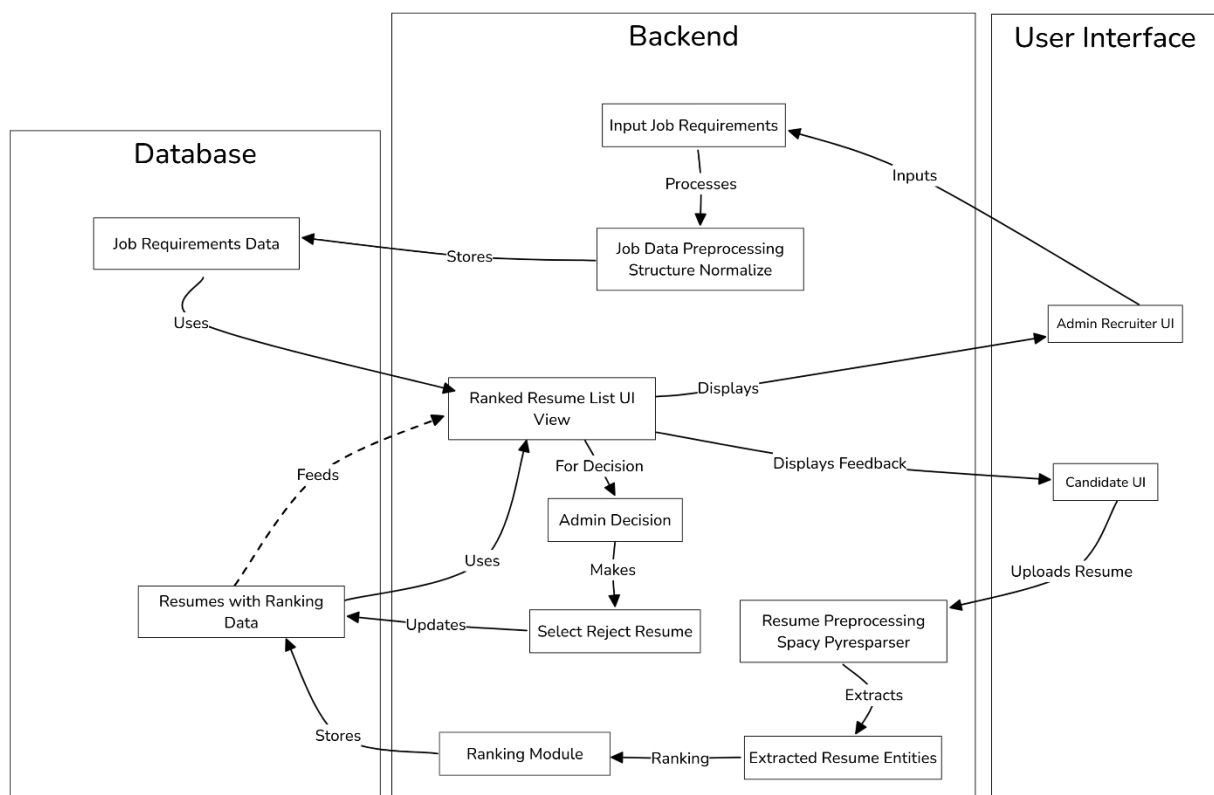 Backend
User Interface
Database
Input Job Requirements
Inputs
Processes
Job Requirements Data
Stores
Job Data Preprocessing
Structure Normalize
Uses
Admin Recruiter UI
Ranked Resume List UI
View
Displays
Displays Feedback
For Decision
Feeds
Candidate UI
Admin Decision
Uses
Makes
Uploads Resume
Resumes with Ranking
Data
Updates
Select Reject Resume
Resume Preprocessing
Spacy Pyresparser
Extracts
Stores
Ranking Module
Ranking
Extracted Resume Entities